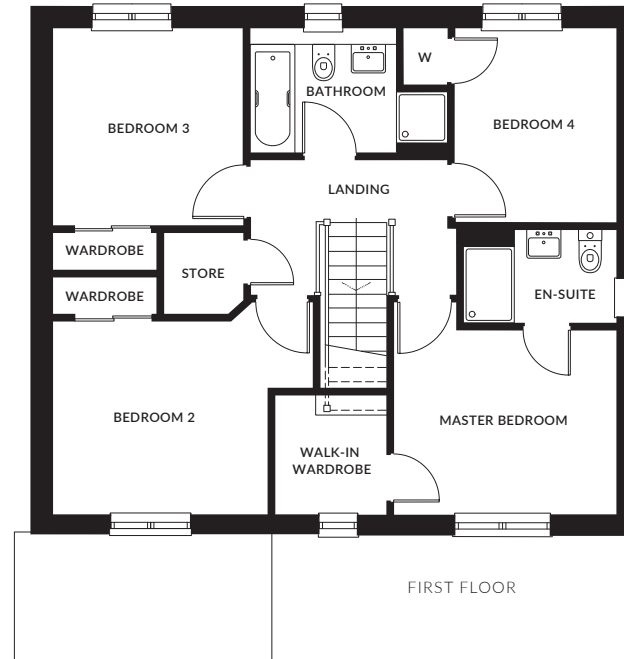 W
BATHROOM
BEDROOM 3
BEDROOM 4
LANDING
WARDROBE
STORE
WARDROBE
EN-SUITE
BEDROOM 2
MASTER BEDROOM
WALK-IN
WARDROBE
FIRST FLOOR